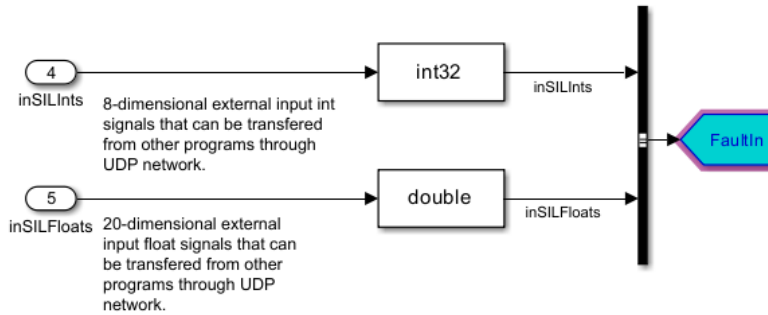 4
inSILInts
8-dimensional external input int
signals that can be transfered
from other programs through
UDP network.
int32
inSILInts
FaultIn
5
inSILFloats
20-dimensional external
input float signals that can
be transfered from other
programs through UDP
network.
double
inSILFloats